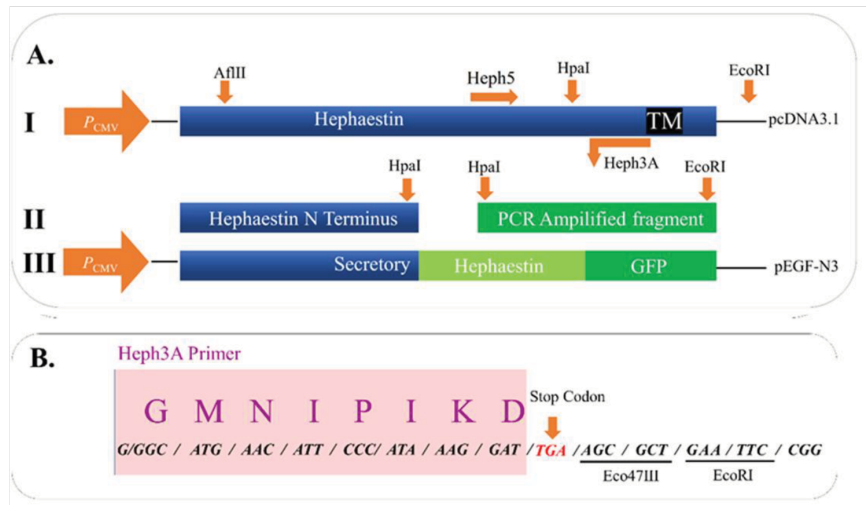 A.
AflII Heph5 HpaI EcoRI
I PCMV Hephaestin TM pcDNA3.1
Heph3A
HpaI HpaI EcoRI
II Hephaestin N Terminus PCR Ampilified fragment
III PCMV Secretory Hephaestin GFP pEGF-N3
B.
Heph3A Primer
G M N I P I K D Stop Codon
G/GGC / ATG / AAC / ATT / CCC/ ATA / AAG / GAT /TGA /AGC / GCT / GAA / TTC / CGG
Eco47III EcoRI